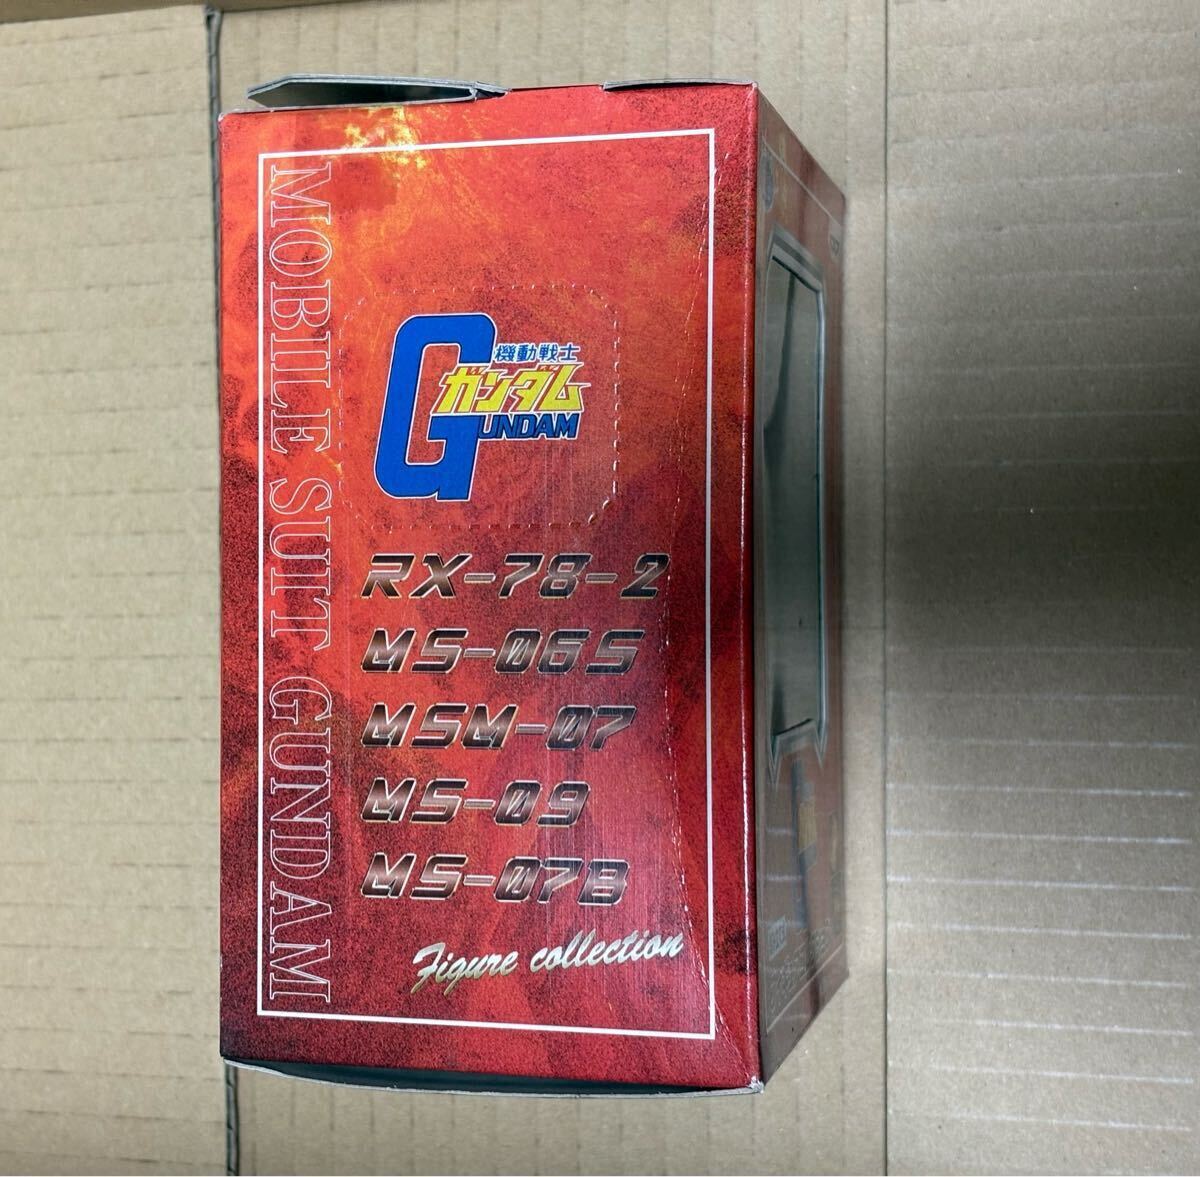 MOBILE SUIT GUNDAM
機動戦士
ガンダム
GUNDAM
RX-78-2
MS-06S
MSM-07
MS-09
MS-07B
Figure collection